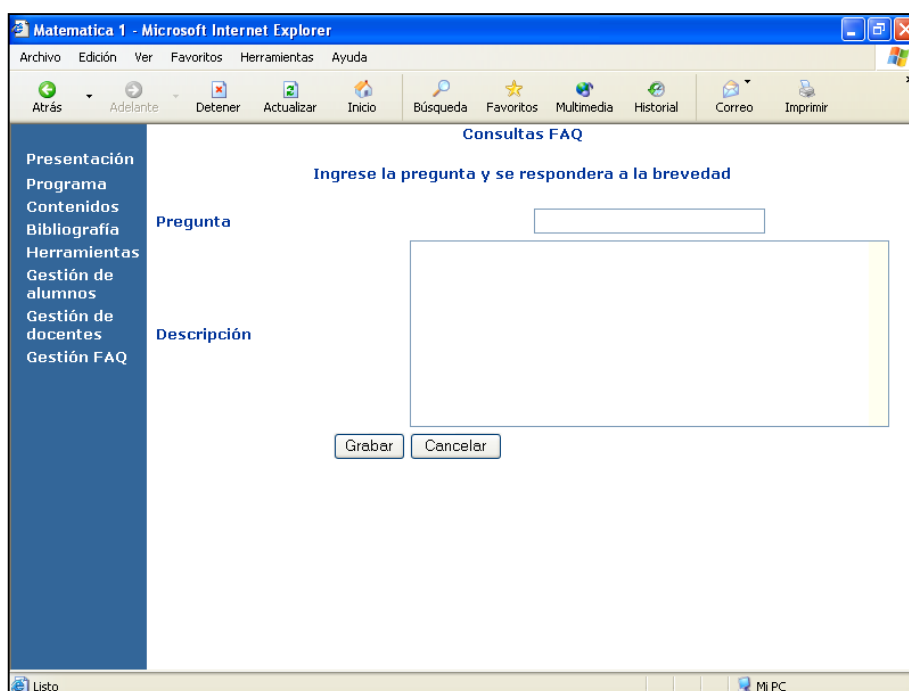 Matematica 1 - Microsoft Internet Explorer
Archivo Edición Ver Favoritos Herramientas Ayuda
Atrás Adelante Detener Actualizar Inicio Búsqueda Favoritos Multimedia Historial Correo Imprimir
Consultas FAQ
Ingrese la pregunta y se respondera a la brevedad
Presentación
Programa
Contenidos
Bibliografía
Herramientas
Gestión de
alumnos
Gestión de
docentes
Gestión FAQ
Pregunta
Descripción
Grabar Cancelar
Listo Mi PC